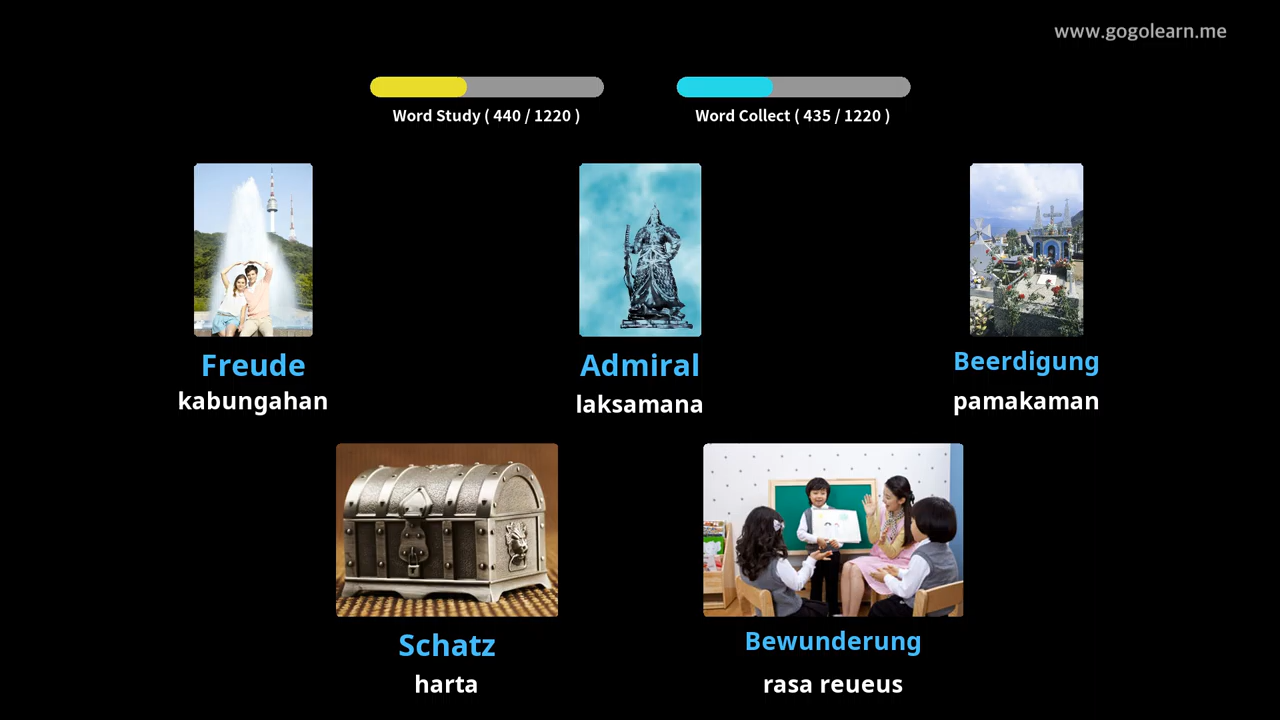 www.gogolearn.me
Word Study ( 440 / 1220 )
Word Collect ( 435 / 1220 )
Freude
kabungahan
Admiral
laksamana
Beerdigung
pamakaman
Schatz
harta
Bewunderung
rasa reueus